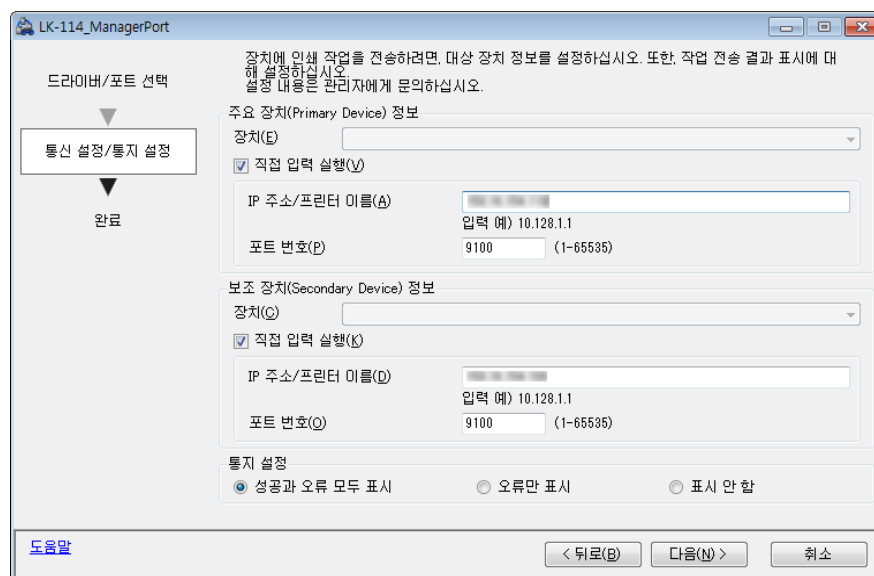 LK-114_ManagerPort
드라이버/포트 선택
통신 설정/통지 설정
완료
장치에 인쇄 작업을 전송하려면, 대상 장치 정보를 설정하십시오. 또한, 작업 전송 결과 표시에 대
해 설정하십시오.
설정 내용은 관리자에게 문의하십시오.
주요 장치(Primary Device) 정보
장치(E)
직접 입력 실행(V)
IP 주소/프린터 이름(A)
입력 예) 10.128.1.1
포트 번호(P) 9100 (1-65535)
보조 장치(Secondary Device) 정보
장치(C)
직접 입력 실행(K)
IP 주소/프린터 이름(D)
입력 예) 10.128.1.1
포트 번호(O) 9100 (1-65535)
통지 설정
성공과 오류 모두 표시 오류만 표시 표시 안 함
도움말 < 뒤로(B) 다음(N) > 취소